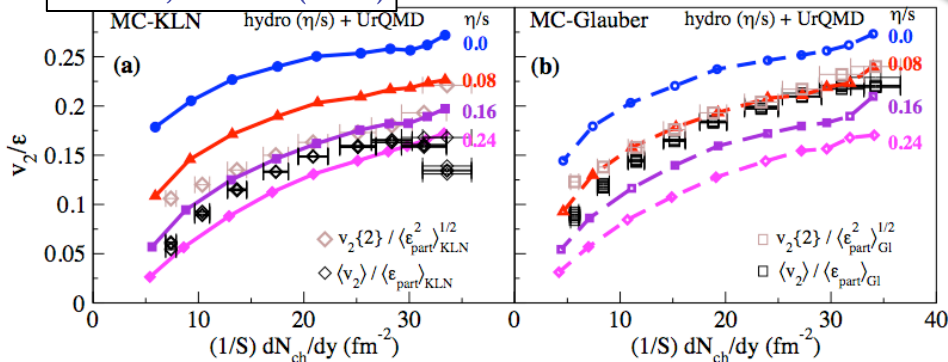 MC-KLN hydro (η/s) + UrQMD η/s
MC-Glauber hydro (η/s) + UrQMD η/s
(a)
(b)
0.0
0.08
0.16
0.24
0.0
0.08
0.16
0.24
v₂/ε
0.25
0.2
0.15
0.1
0.05
0
v₂{2} / ⟨ε²part⟩¹/²KLN
⟨v₂⟩ / ⟨εpart⟩KLN
v₂{2} / ⟨ε²part⟩¹/²Gl
⟨v₂⟩ / ⟨εpart⟩Gl
0 10 20 30 0 10 20 30 40
(1/S) dNch/dy (fm⁻²)
(1/S) dNch/dy (fm⁻²)